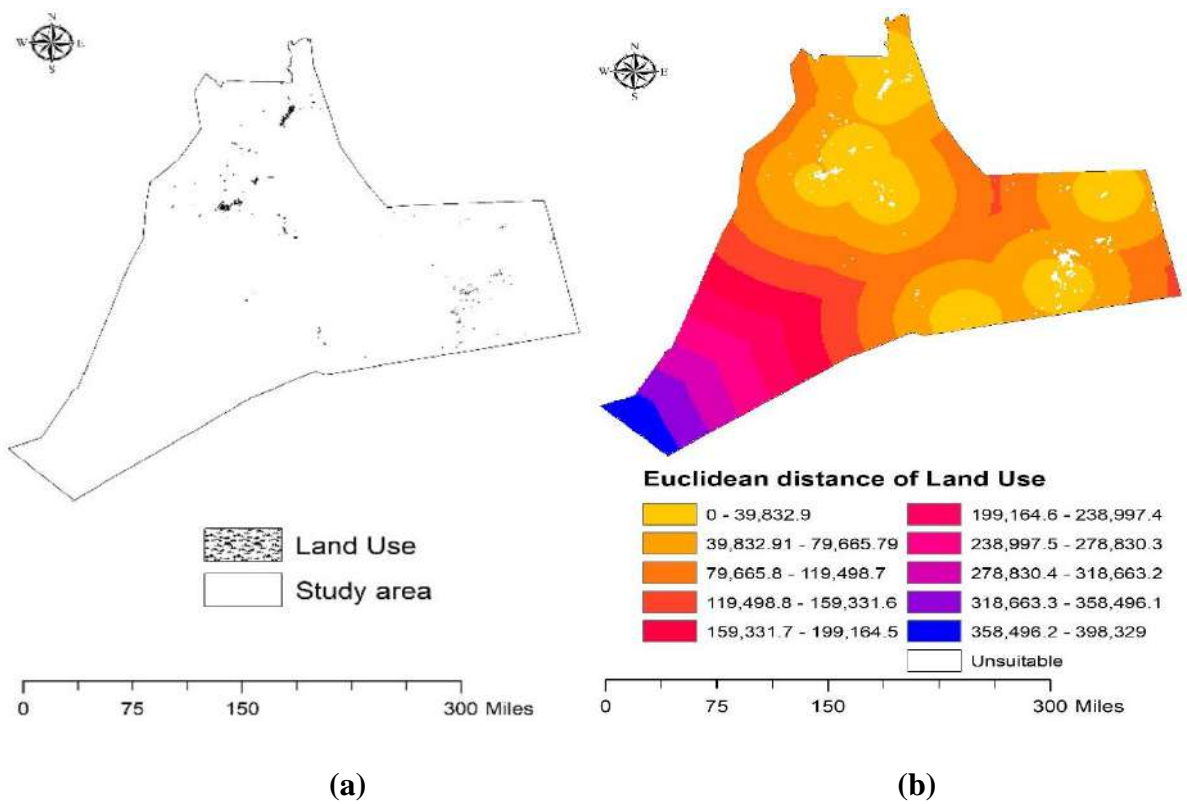 N
W E
S
Land Use
Study area
0 75 150 300 Miles
(a)
N
W E
S
Euclidean distance of Land Use
0 - 39,832.9
39,832.91 - 79,665.79
79,665.8 - 119,498.7
119,498.8 - 159,331.6
159,331.7 - 199,164.5
199,164.6 - 238,997.4
238,997.5 - 278,830.3
278,830.4 - 318,663.2
318,663.3 - 358,496.1
358,496.2 - 398,329
Unsuitable
0 75 150 300 Miles
(b)